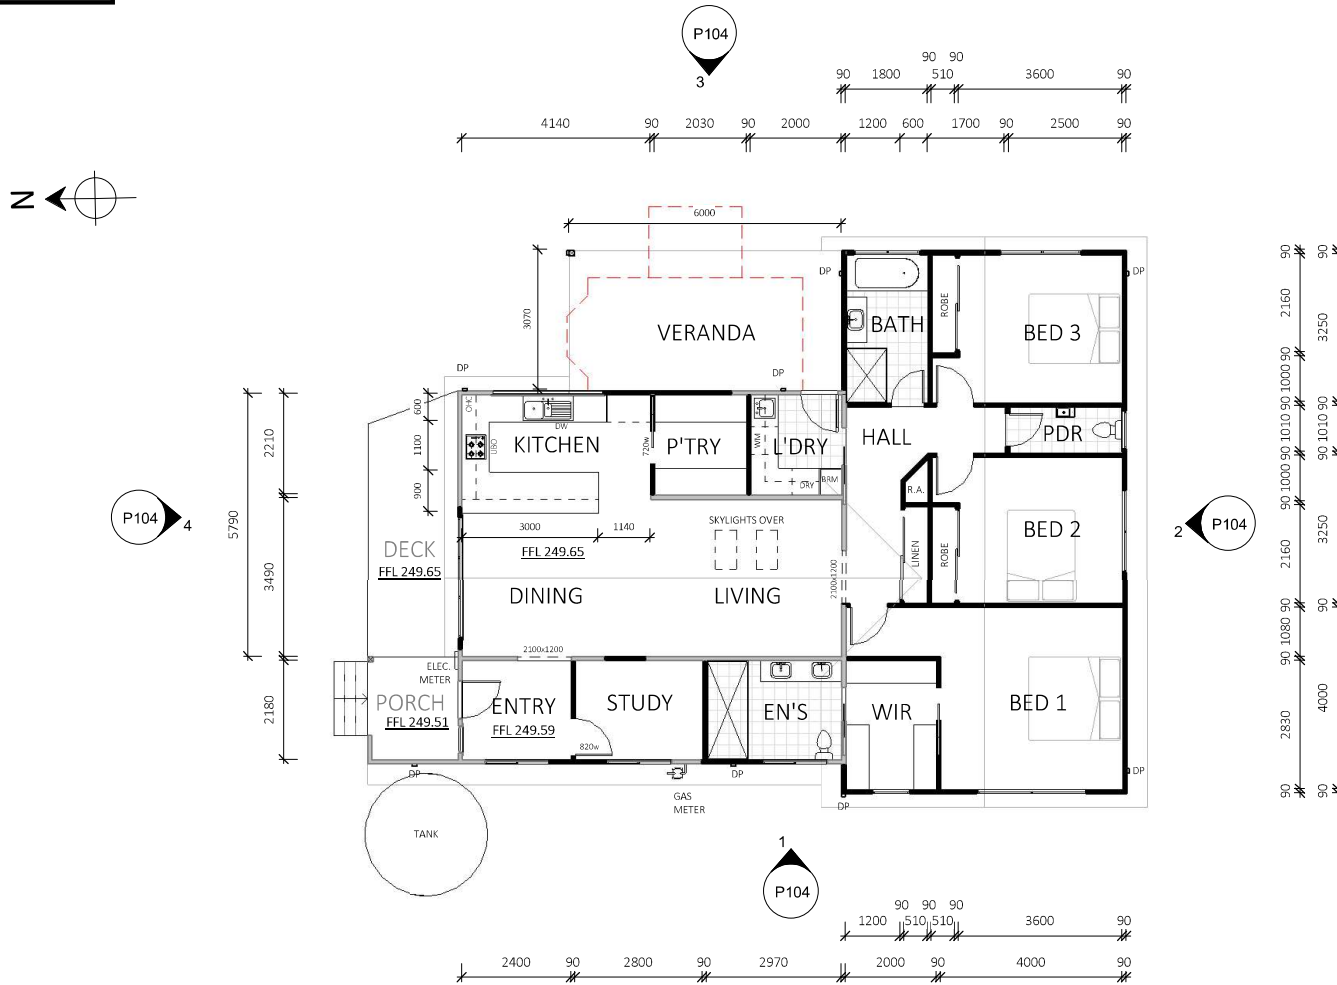 P104
3
90 90
90 1800 510 3600 90
4140 90 2030 90 2000 90 1200 600 1700 90 2500 90
N
6000
3070
DP
DP
DP
DP
VERANDA
BATH
ROBE
BED 3
90 2160 90 1000 90 1010 90 1000 90 2160 90 1080 90 2830 90
90 3250 90 1010 90 3250 90 4000 90
OHC
600
1100
900
DW
UBO
KITCHEN
720w
P'TRY
WM
L'DRY
DRY
BRM
HALL
PDR
R.A.
2210
5790
3490
2180
P104
4
2
P104
3000
1140
FFL 249.65
SKYLIGHTS OVER
DECK
FFL 249.65
DINING
LIVING
2100x1200
LINEN
ROBE
BED 2
2100x1200
ELEC.
METER
PORCH
FFL 249.51
ENTRY
FFL 249.59
STUDY
820w
EN'S
WIR
BED 1
DP
DP
DP
DP
GAS
METER
TANK
1
P104
90 90 90
1200 510 510 3600 90
2400 90 2800 90 2970 2000 90 4000 90